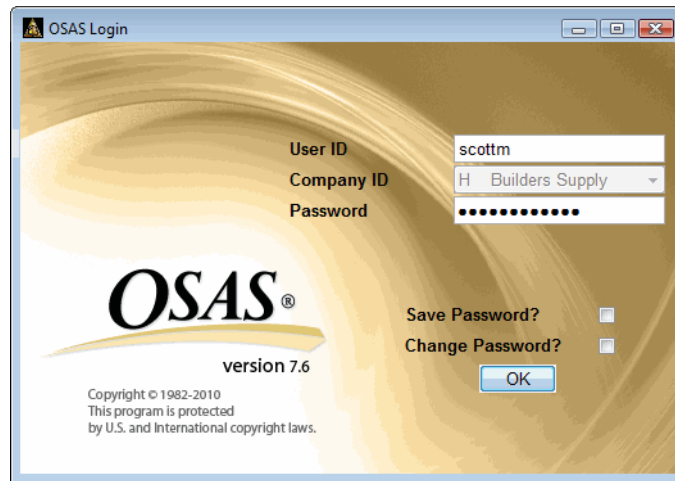 OSAS Login
User ID
scottm
Company ID
H Builders Supply
Password
●●●●●●●●●●●●
OSAS®
Save Password?
Change Password?
version 7.6
OK
Copyright © 1982-2010
This program is protected
by U.S. and International copyright laws.